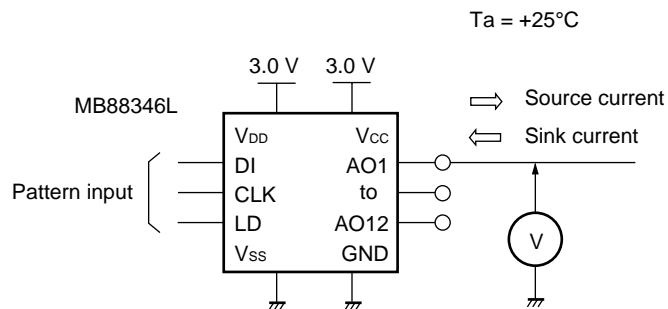 Ta = +25°C
3.0 V 3.0 V
MB88346L
Source current
Sink current
VDD VCC
DI AO1
Pattern input
CLK to
LD AO12
VSS GND
V